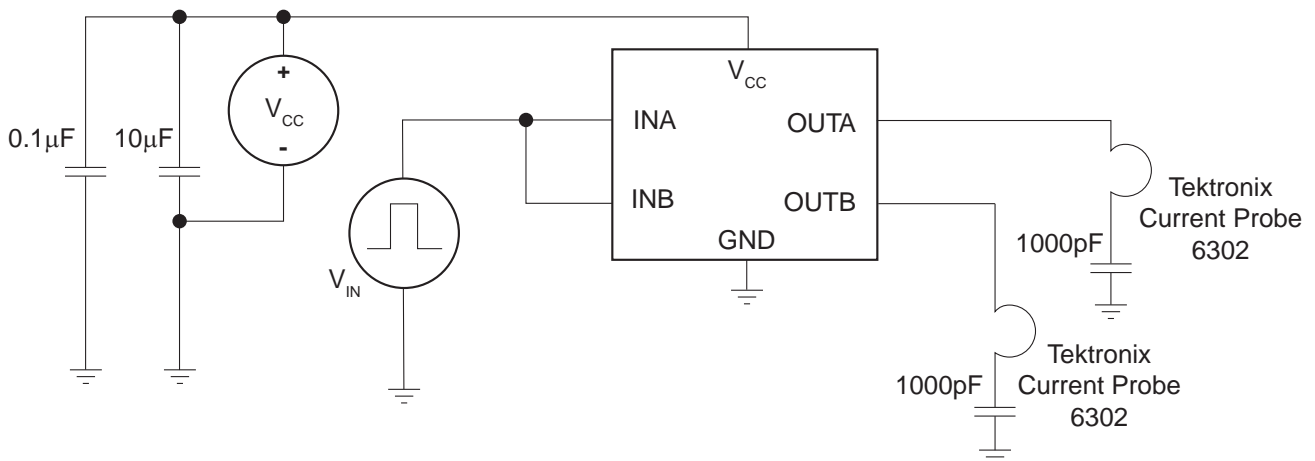 0.1μF
10μF
+
V_CC
-
V_IN
V_CC
INA
OUTA
INB
OUTB
GND
Tektronix
Current Probe
6302
1000pF
Tektronix
Current Probe
6302
1000pF